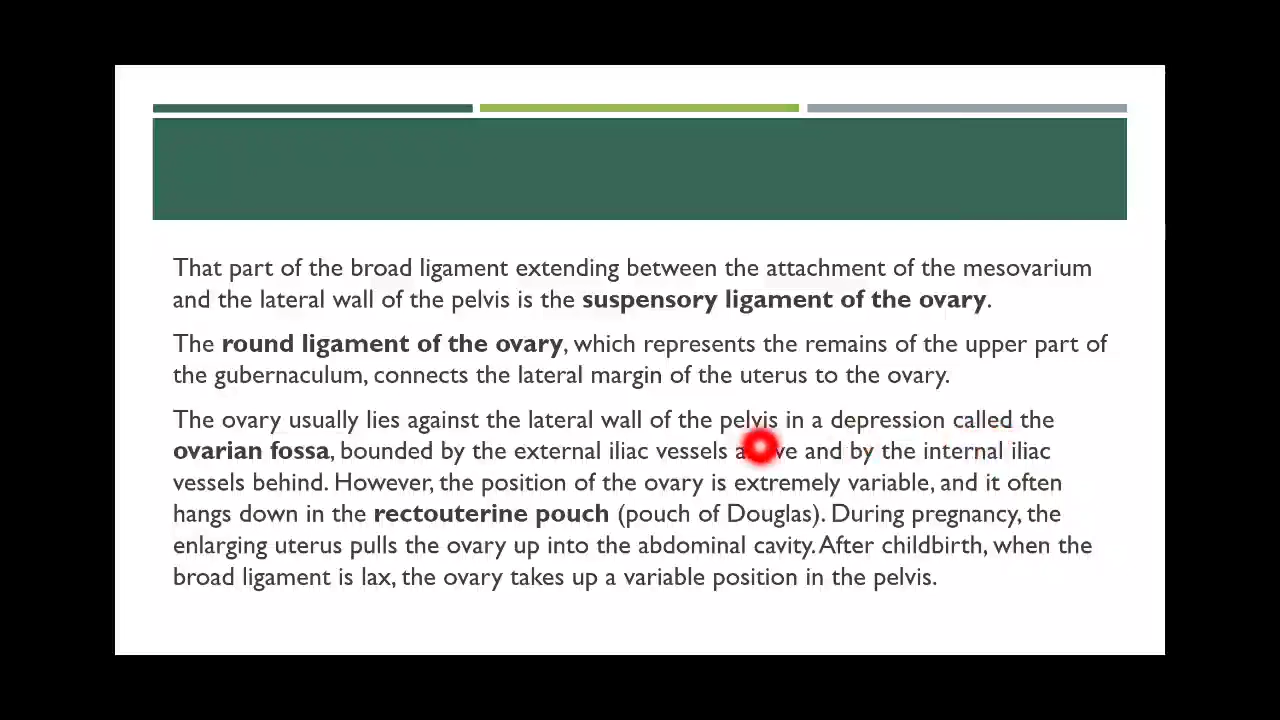 That part of the broad ligament extending between the attachment of the mesovarium
and the lateral wall of the pelvis is the suspensory ligament of the ovary.
The round ligament of the ovary, which represents the remains of the upper part of
the gubernaculum, connects the lateral margin of the uterus to the ovary.
The ovary usually lies against the lateral wall of the pelvis in a depression called the
ovarian fossa, bounded by the external iliac vessels above and by the internal iliac
vessels behind. However, the position of the ovary is extremely variable, and it often
hangs down in the rectouterine pouch (pouch of Douglas). During pregnancy, the
enlarging uterus pulls the ovary up into the abdominal cavity. After childbirth, when the
broad ligament is lax, the ovary takes up a variable position in the pelvis.